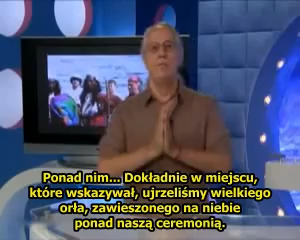 Ponad nim... Dokładnie w miejscu,
które wskazywał, ujrzeliśmy wielkiego
orła, zawieszonego na niebie
ponad naszą ceremonią.